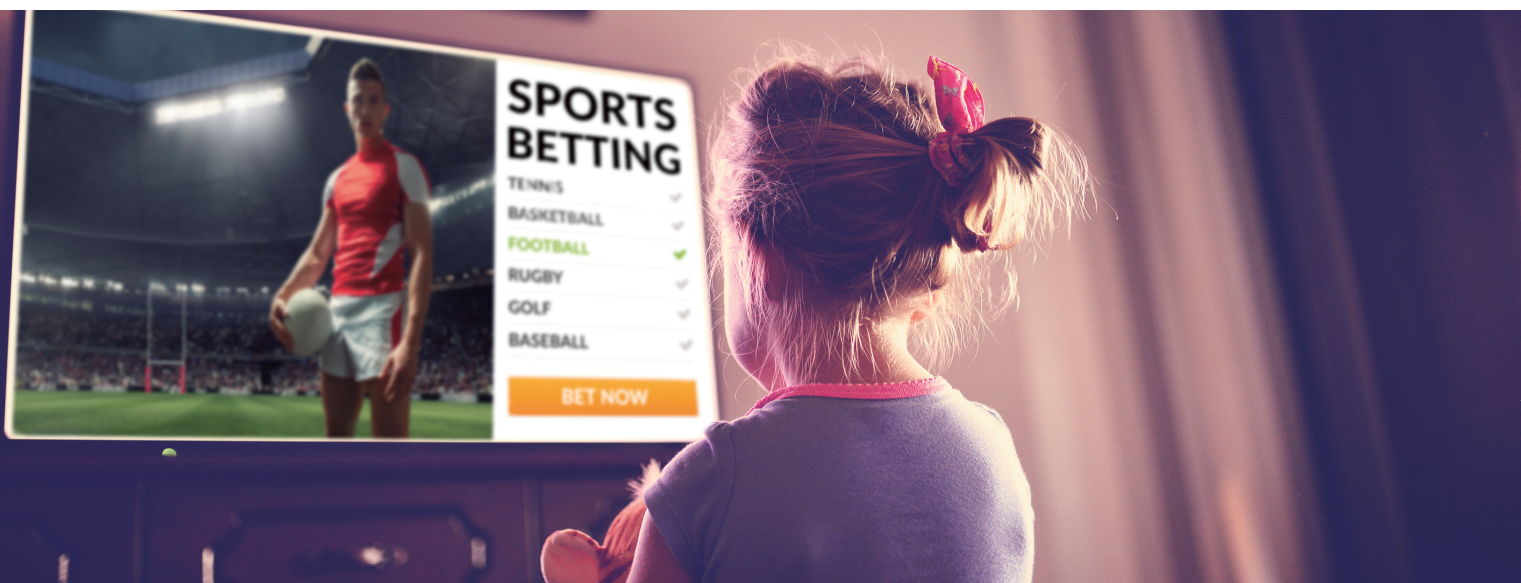 SPORTS
BETTING
TENNIS
BASKETBALL
FOOTBALL
RUGBY
GOLF
BASEBALL
BET NOW